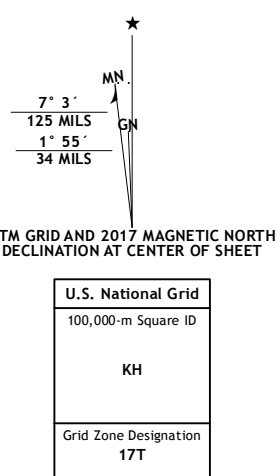 MN
7° 3´
125 MILS
GN
1° 55´
34 MILS
TM GRID AND 2017 MAGNETIC NORTH
DECLINATION AT CENTER OF SHEET
U.S. National Grid
100,000-m Square ID
KH
Grid Zone Designation
17T